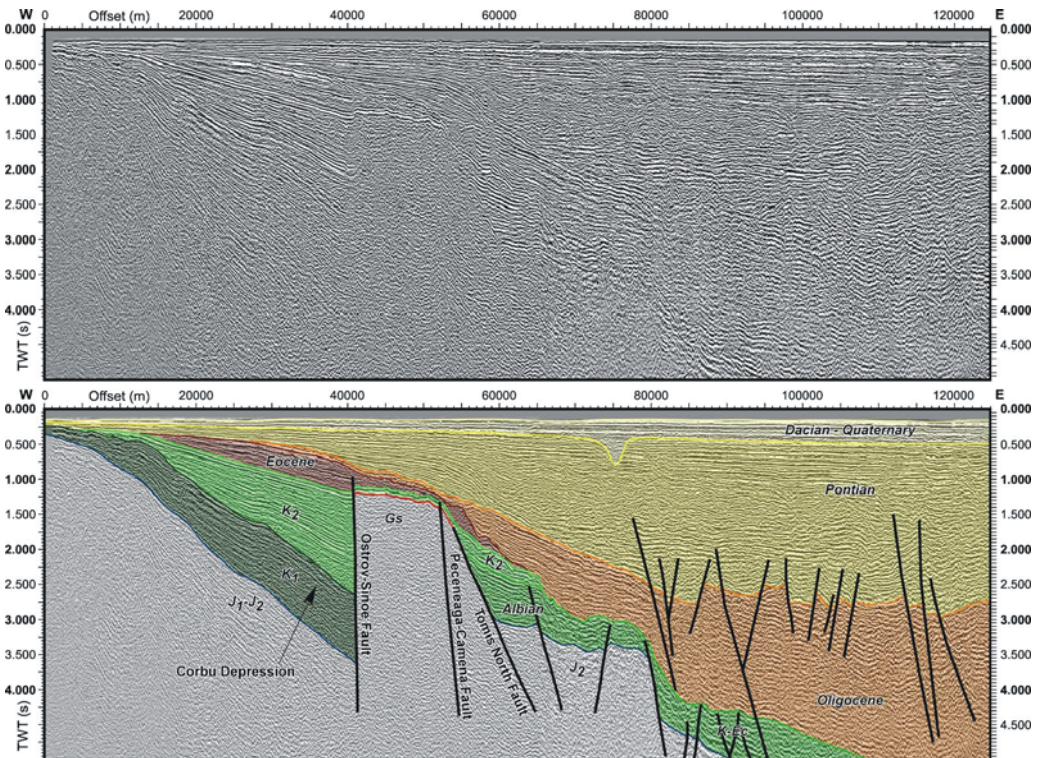 W Offset (m) 20000 40000 60000 80000 100000 120000 E
0.000 0.000
0.500 0.500
1.000 1.000
1.500 1.500
2.000 2.000
2.500 2.500
3.000 3.000
3.500 3.500
4.000 4.000
4.500
TWT (s)
W Offset (m) 20000 40000 60000 80000 100000 120000 E
0.000 0.000
Dacian - Quaternary
0.500 0.500
Eocene
1.000 1.000
Pontian
Gs
1.500 1.500
K2
2.000 2.000
K2
K1
2.500 2.500
Albian
J1-J2
3.000 3.000
Ostrov-Sinoe Fault
Peceneaga-Camena Fault
Tomis North Fault
J2
3.500 3.500
Corbu Depression
4.000 4.000
Oligocene
4.500 4.500
K-Ec
TWT (s)